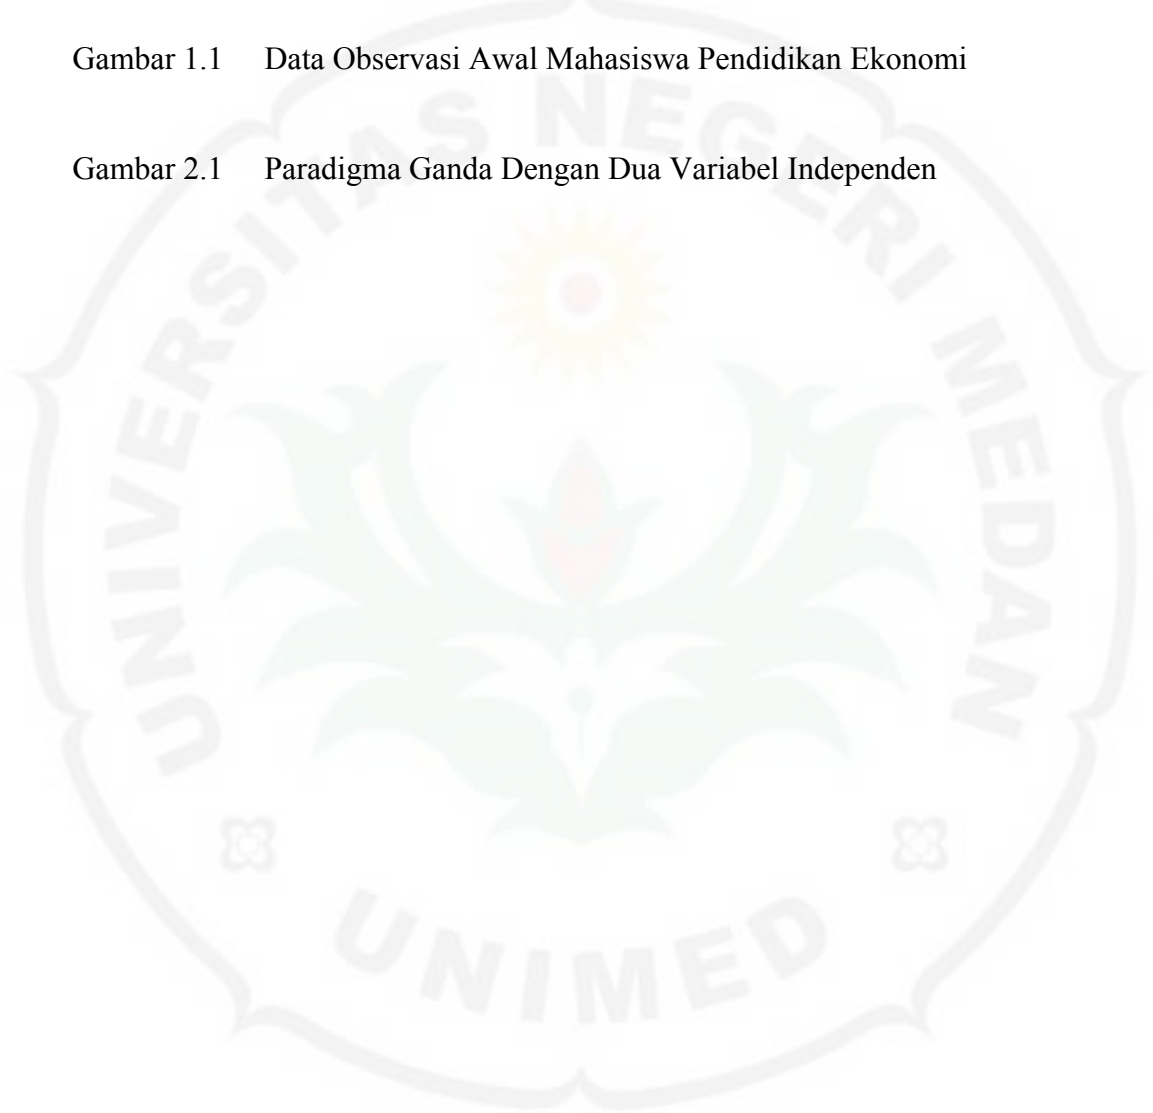 Gambar 1.1 Data Observasi Awal Mahasiswa Pendidikan Ekonomi
Gambar 2.1 Paradigma Ganda Dengan Dua Variabel Independen
UNIVERSITAS NEGERI MEDAN
UNIMED